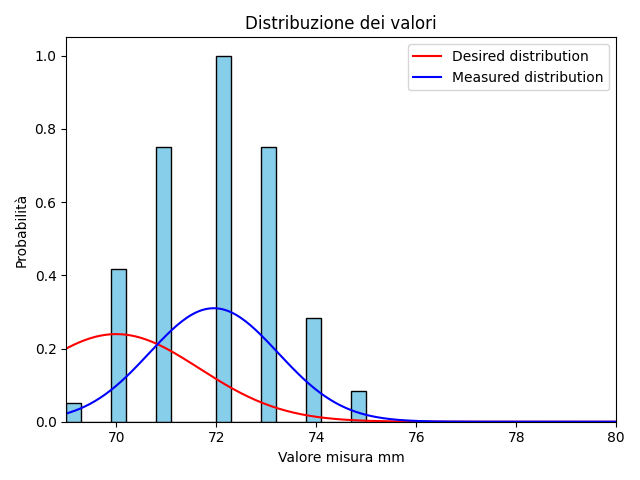 Distribuzione dei valori
Desired distribution
Measured distribution
Probabilità
1.0
0.8
0.6
0.4
0.2
0.0
70 72 74 76 78 80
Valore misura mm